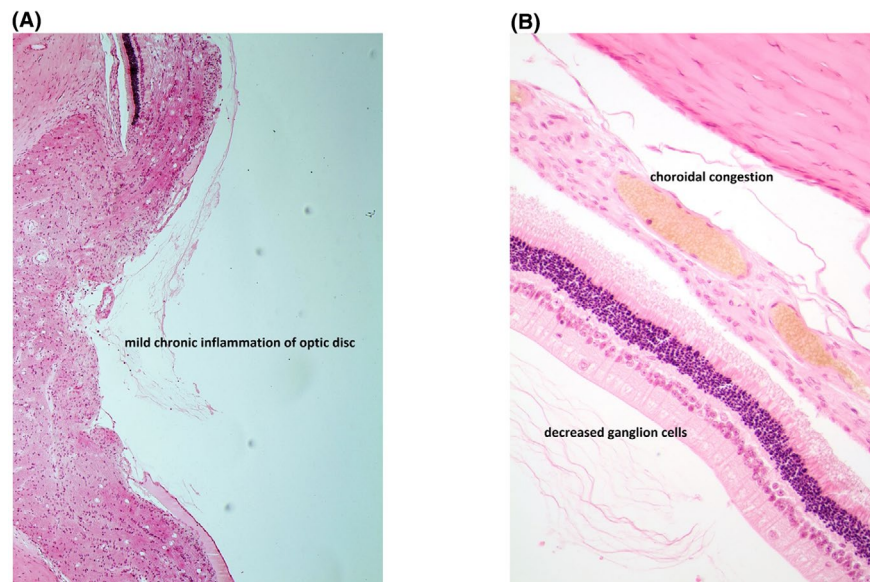 (A)
(B)
choroidal congestion
mild chronic inflammation of optic disc
decreased ganglion cells